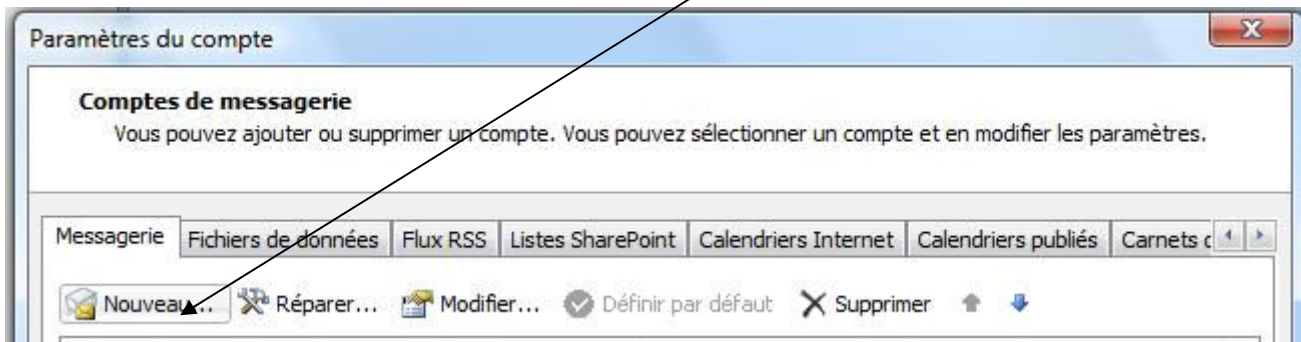 Paramètres du compte
Comptes de messagerie
Vous pouvez ajouter ou supprimer un compte. Vous pouvez sélectionner un compte et en modifier les paramètres.
Messagerie Fichiers de données Flux RSS Listes SharePoint Calendriers Internet Calendriers publiés Carnets
Nouveau... Réparer... Modifier... Définir par défaut Supprimer